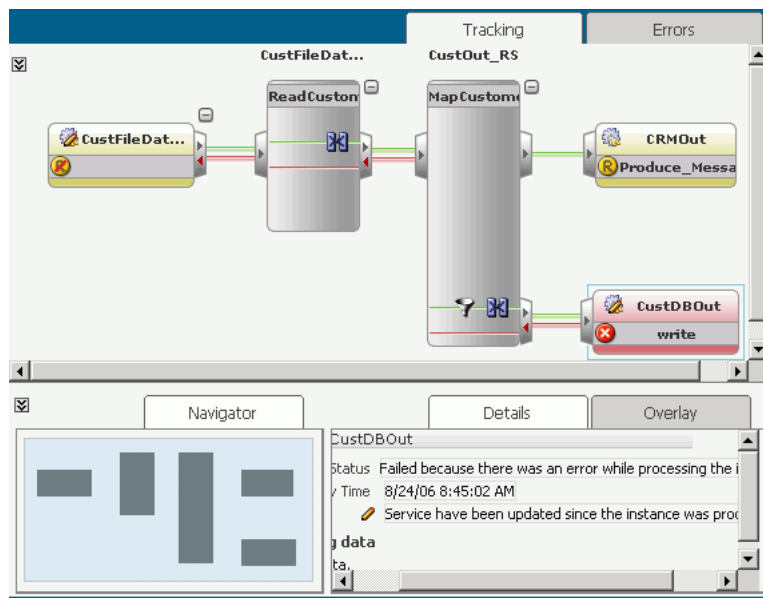 Tracking
Errors
CustFileDat...
CustOut_RS
ReadCustom
MapCustome
CustFileDat...
CRMOut
R
R
Produce_Messa
CustDBOut
write
Navigator
Details
Overlay
CustDBOut
Status Failed because there was an error while processing the i
y Time 8/24/06 8:45:02 AM
Service have been updated since the instance was proc
g data
ta.